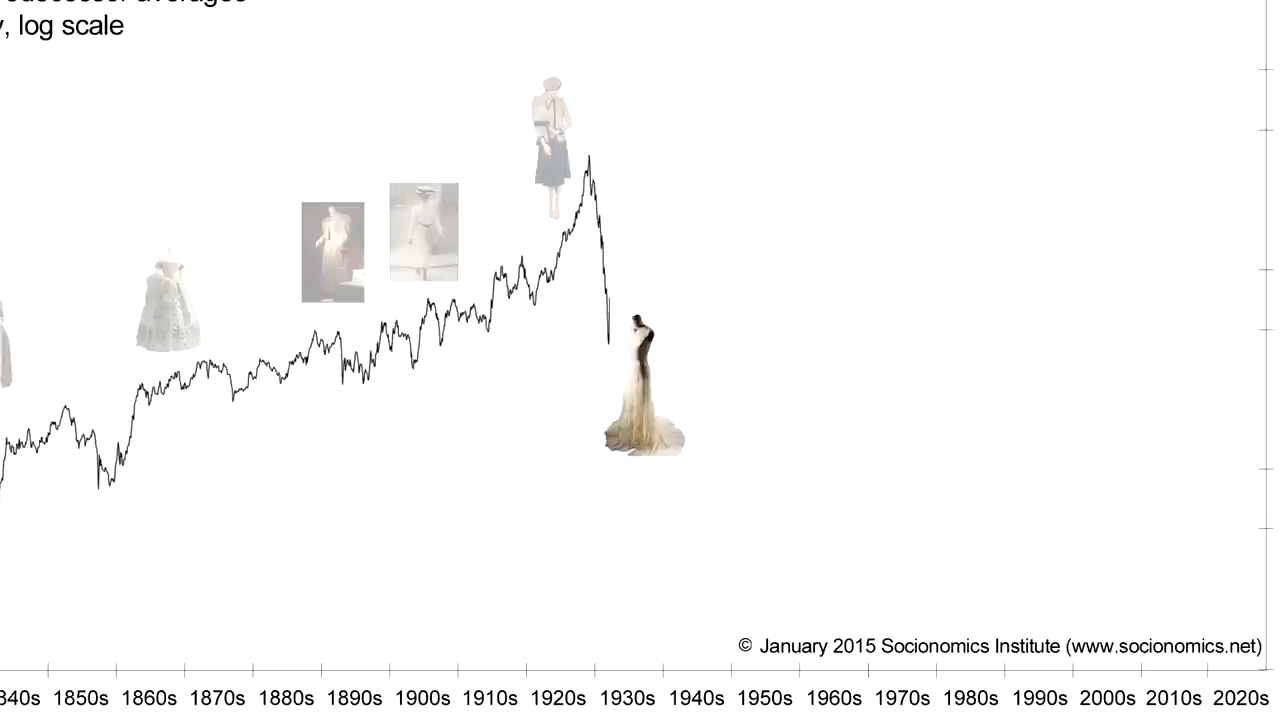 averages
, log scale
© January 2015 Socionomics Institute (www.socionomics.net)
1850s 1860s 1870s 1880s 1890s 1900s 1910s 1920s 1930s 1940s 1950s 1960s 1970s 1980s 1990s 2000s 2010s 2020s